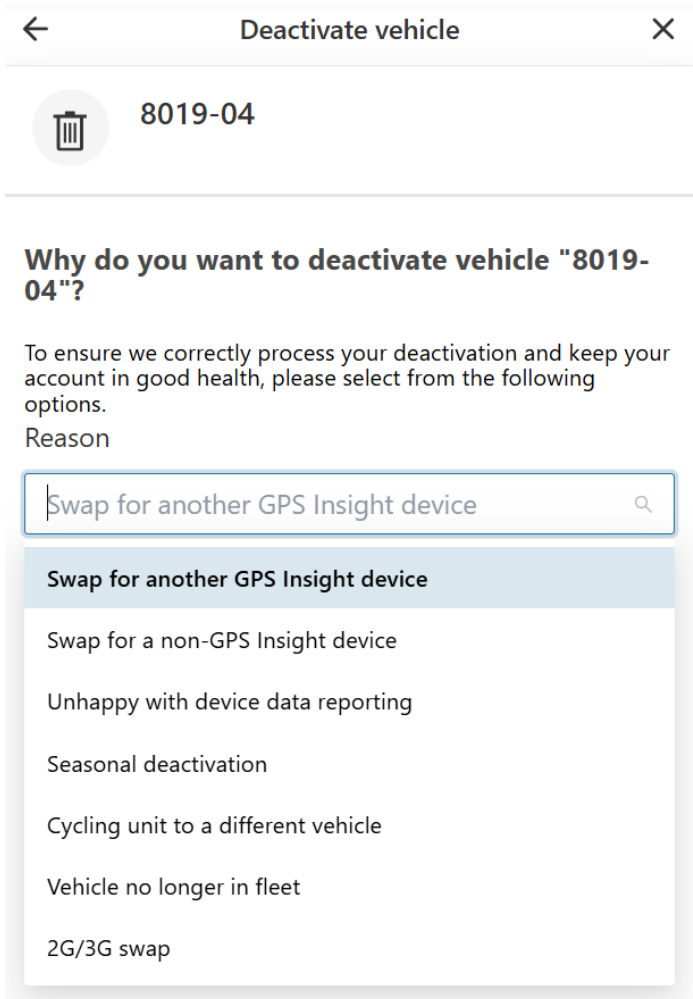 Deactivate vehicle
8019-04
Why do you want to deactivate vehicle "8019-
04"?
To ensure we correctly process your deactivation and keep your
account in good health, please select from the following
options.
Reason
Swap for another GPS Insight device
Swap for another GPS Insight device
Swap for a non-GPS Insight device
Unhappy with device data reporting
Seasonal deactivation
Cycling unit to a different vehicle
Vehicle no longer in fleet
2G/3G swap